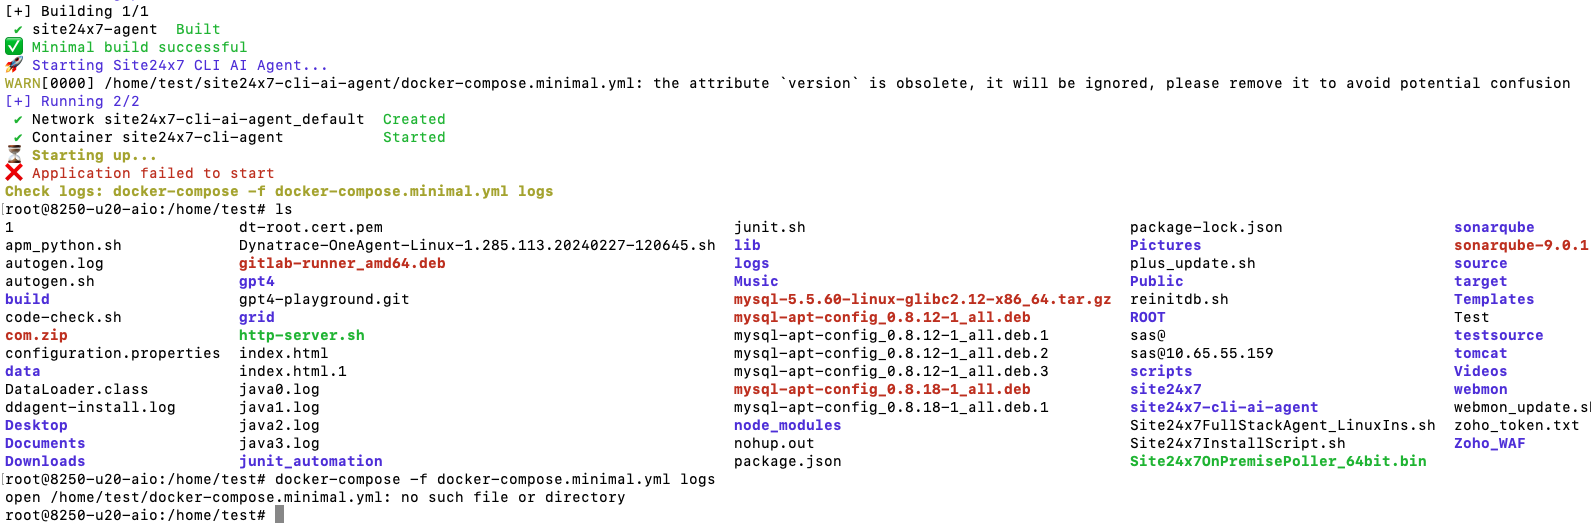 [+] Building 1/1
✔ site24x7-agent  Built
✅ Minimal build successful
🚀 Starting Site24x7 CLI AI Agent...
WARN[0000] /home/test/site24x7-cli-ai-agent/docker-compose.minimal.yml: the attribute `version` is obsolete, it will be ignored, please remove it to avoid potential confusion
[+] Running 2/2
✔ Network site24x7-cli-ai-agent_default  Created
✔ Container site24x7-cli-agent           Started
⏳ Starting up...
❌ Application failed to start
Check logs: docker-compose -f docker-compose.minimal.yml logs
[root@8250-u20-aio:/home/test# ls
1 dt-root.cert.pem junit.sh package-lock.json sonarqube
apm_python.sh Dynatrace-OneAgent-Linux-1.285.113.20240227-120645.sh lib Pictures sonarqube-9.0.1
autogen.log gitlab-runner_amd64.deb logs plus_update.sh source
autogen.sh gpt4 Music Public target
build gpt4-playground.git mysql-5.5.60-linux-glibc2.12-x86_64.tar.gz reinitdb.sh Templates
code-check.sh grid mysql-apt-config_0.8.12-1_all.deb ROOT Test
com.zip http-server.sh mysql-apt-config_0.8.12-1_all.deb.1 sas@ testsource
configuration.properties index.html mysql-apt-config_0.8.12-1_all.deb.2 sas@10.65.55.159 tomcat
data index.html.1 mysql-apt-config_0.8.12-1_all.deb.3 scripts Videos
DataLoader.class java0.log mysql-apt-config_0.8.18-1_all.deb site24x7 webmon
ddagent-install.log java1.log mysql-apt-config_0.8.18-1_all.deb.1 site24x7-cli-ai-agent webmon_update.sh
Desktop java2.log node_modules Site24x7FullStackAgent_LinuxIns.sh zoho_token.txt
Documents java3.log nohup.out Site24x7InstallScript.sh Zoho_WAF
Downloads junit_automation package.json Site24x7OnPremisePoller_64bit.bin
[root@8250-u20-aio:/home/test# docker-compose -f docker-compose.minimal.yml logs
open /home/test/docker-compose.minimal.yml: no such file or directory
root@8250-u20-aio:/home/test#